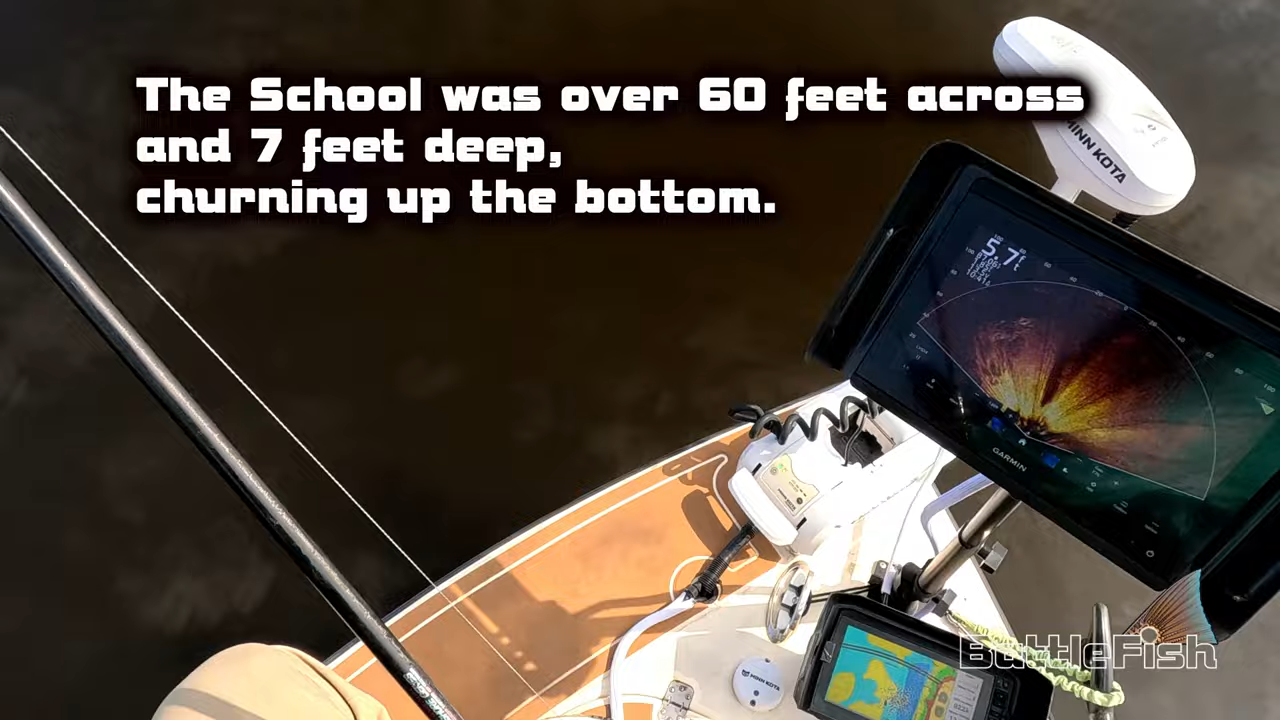 The School was over 60 feet across
and 7 feet deep,
churning up the bottom.
MINN KOTA
5.7
GARMIN
MINN KOTA
BattleFish